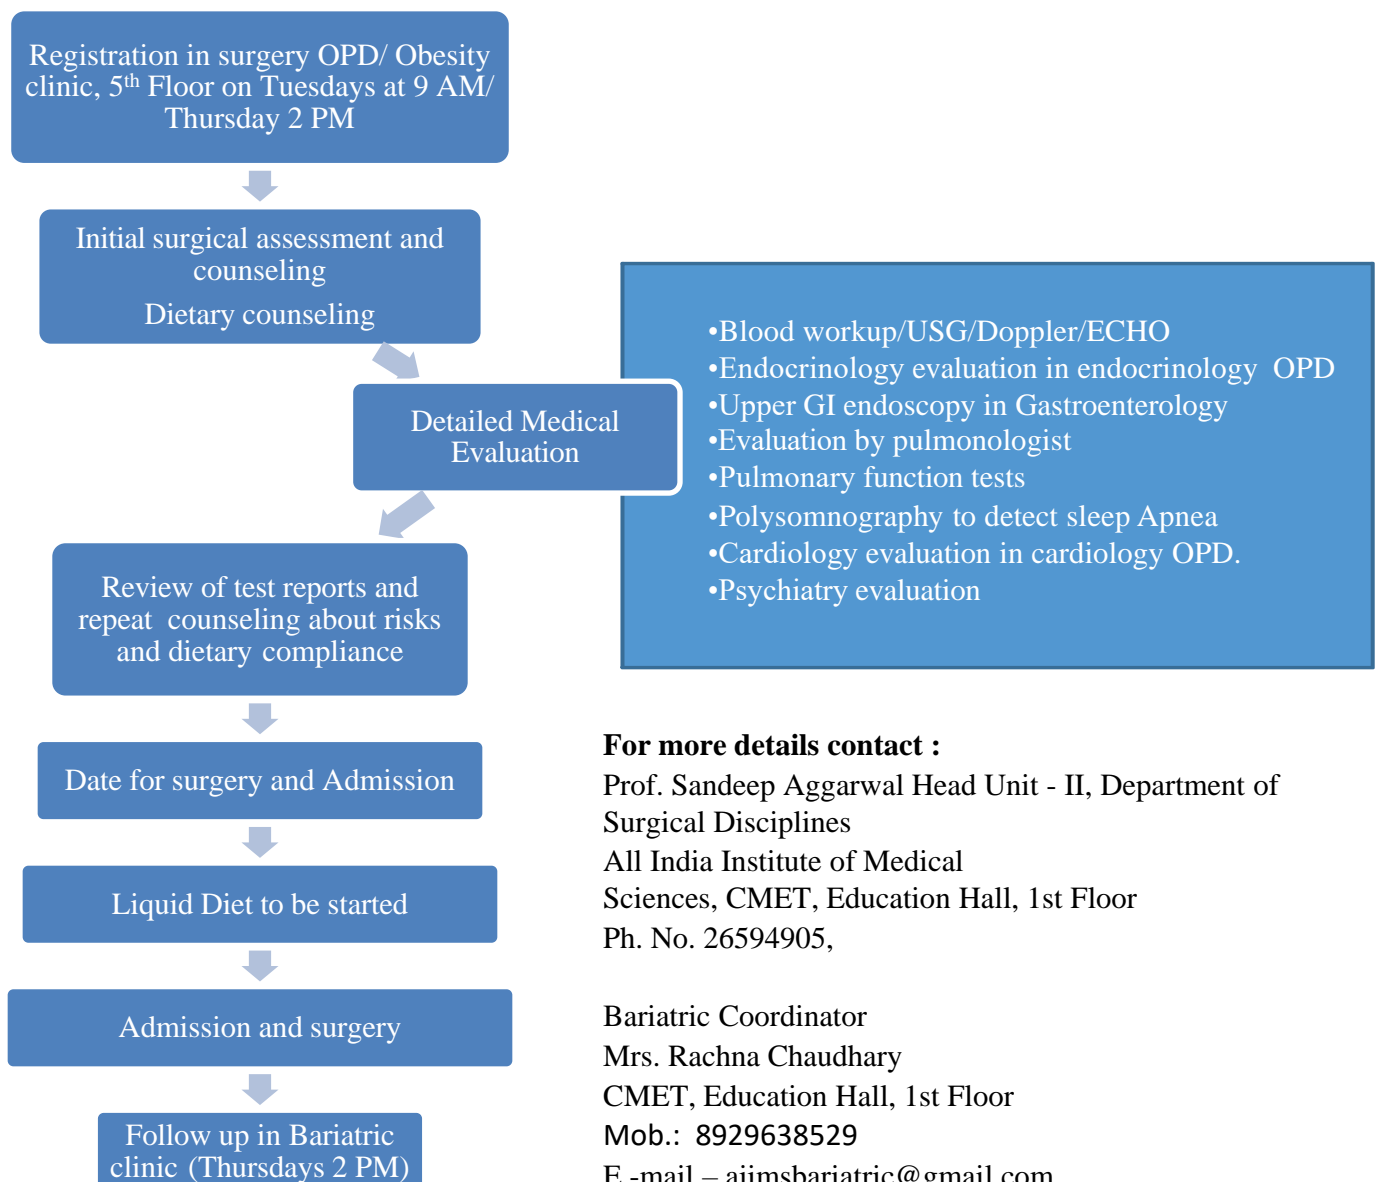 Registration in surgery OPD/ Obesity
clinic, 5th Floor on Tuesdays at 9 AM/
Thursday 2 PM
Initial surgical assessment and
counseling
Dietary counseling
Detailed Medical
Evaluation
•Blood workup/USG/Doppler/ECHO
•Endocrinology evaluation in endocrinology OPD
•Upper GI endoscopy in Gastroenterology
•Evaluation by pulmonologist
•Pulmonary function tests
•Polysomnography to detect sleep Apnea
•Cardiology evaluation in cardiology OPD.
•Psychiatry evaluation
Review of test reports and
repeat counseling about risks
and dietary compliance
Date for surgery and Admission
Liquid Diet to be started
Admission and surgery
Follow up in Bariatric
clinic (Thursdays 2 PM)
For more details contact :
Prof. Sandeep Aggarwal Head Unit - II, Department of
Surgical Disciplines
All India Institute of Medical
Sciences, CMET, Education Hall, 1st Floor
Ph. No. 26594905,
Bariatric Coordinator
Mrs. Rachna Chaudhary
CMET, Education Hall, 1st Floor
Mob.: 8929638529
E -mail – aiimsbariatric@gmail.com